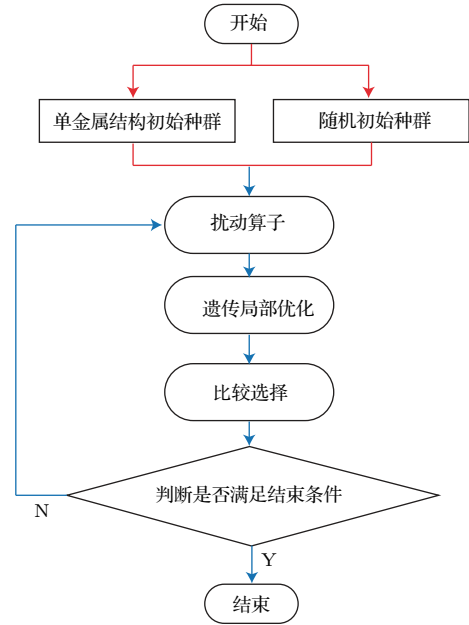 开始
单金属结构初始种群
随机初始种群
扰动算子
遗传局部优化
比较选择
判断是否满足结束条件
N
Y
结束